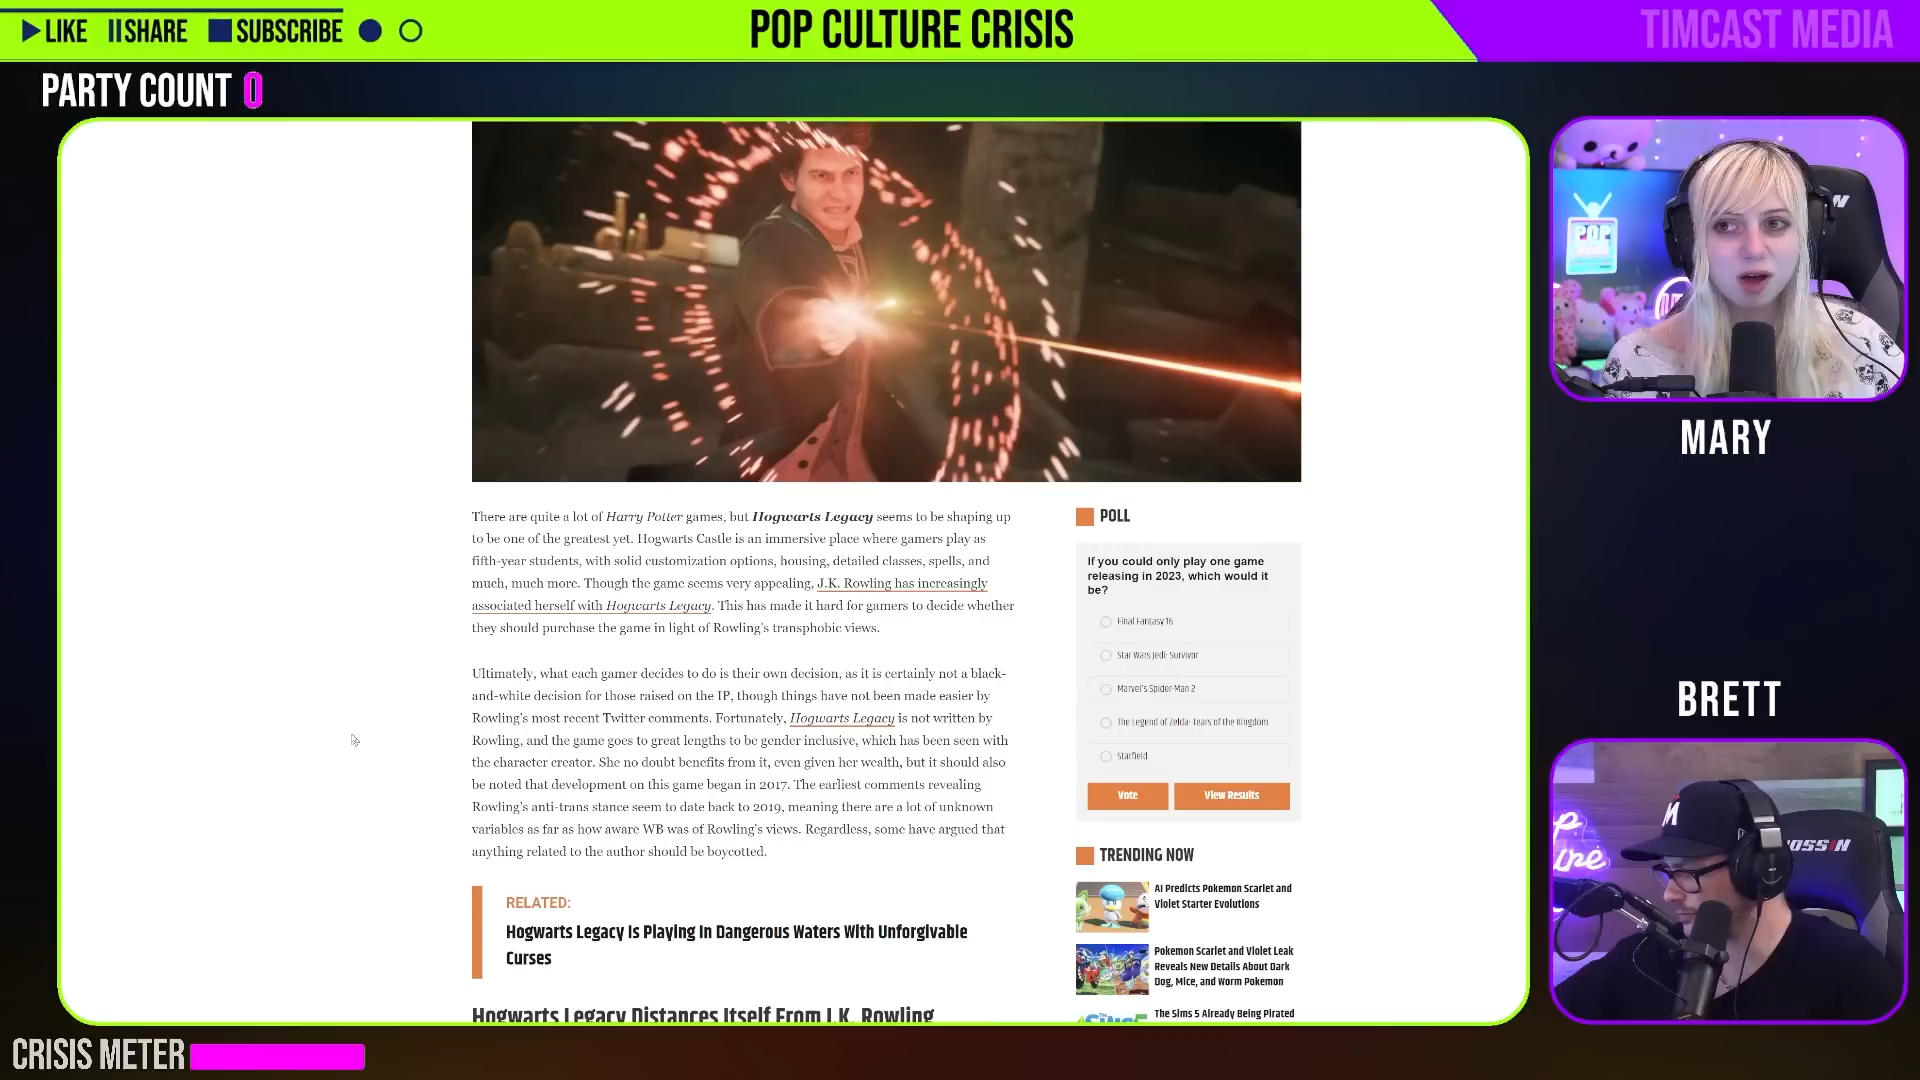 LIKE SHARE SUBSCRIBE
POP CULTURE CRISIS
TIMCAST MEDIA
PARTY COUNT 0
There are quite a lot of Harry Potter games, but Hogwarts Legacy seems to be shaping up
to be one of the greatest yet. Hogwarts Castle is an immersive place where gamers play as
fifth-year students, with solid customization options, housing, detailed classes, spells, and
much, much more. Though the game seems very appealing, J.K. Rowling has increasingly
associated herself with Hogwarts Legacy. This has made it hard for gamers to decide whether
they should purchase the game in light of Rowling's transphobic views.
Ultimately, what each gamer decides to do is their own decision, as it is certainly not a black-
and-white decision for those raised on the IP, though things have not been made easier by
Rowling's most recent Twitter comments. Fortunately, Hogwarts Legacy is not written by
Rowling, and the game goes to great lengths to be gender inclusive, which has been seen with
the character creator. She no doubt benefits from it, even given her wealth, but it should also
be noted that development on this game began in 2017. The earliest comments revealing
Rowling's anti-trans stance seem to date back to 2019, meaning there are a lot of unknown
variables as far as how aware WB was of Rowling's views. Regardless, some have argued that
anything related to the author should be boycotted.
RELATED:
Hogwarts Legacy Is Playing In Dangerous Waters With Unforgivable
Curses
Hogwarts Legacy Distances Itself From J.K. Rowling
POLL
If you could only play one game
releasing in 2023, which would it
be?
Final Fantasy 16
Star Wars Jedi: Survivor
Marvel's Spider-Man 2
The Legend of Zelda: Tears of the Kingdom
Starfield
Vote View Results
TRENDING NOW
AI Predicts Pokemon Scarlet and
Violet Starter Evolutions
Pokemon Scarlet and Violet Leak
Reveals New Details About Dark
Dog, Mice, and Worm Pokemon
The Sims 5 Already Being Pirated
POP
MARY
BRETT
CRISIS METER